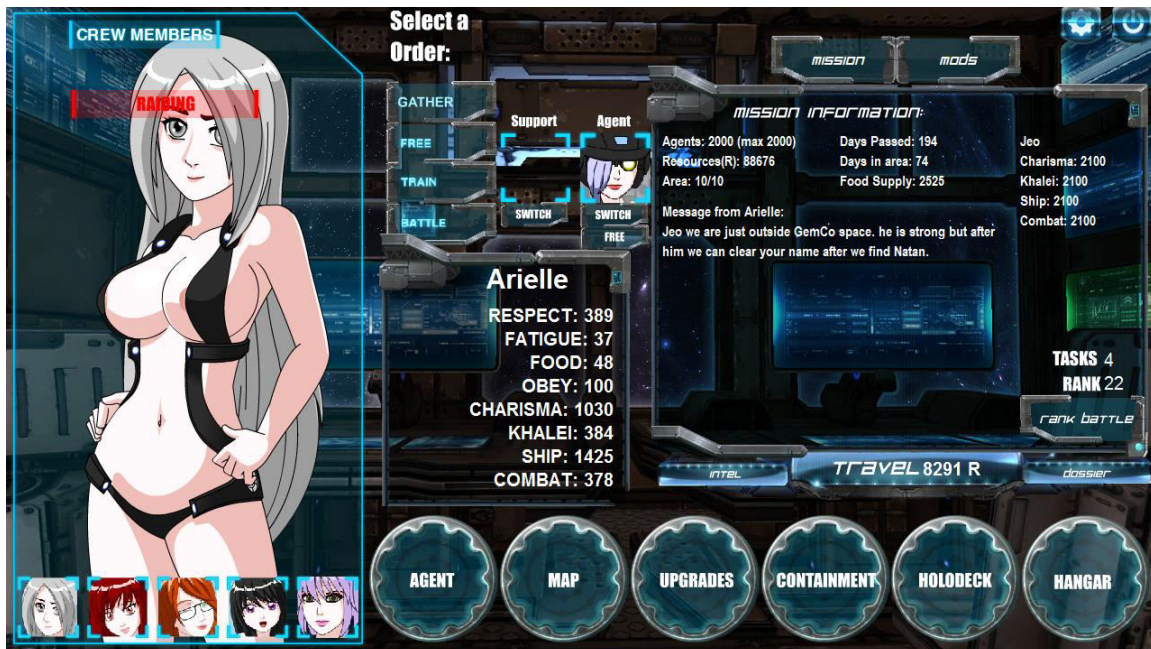 CREW MEMBERS
RAIDING
Select a
Order:
GATHER
FREE
TRAIN
BATTLE
Support
Agent
SWITCH
SWITCH
FREE
mission
mods
mission information:
Agents: 2000 (max 2000)
Resources(R): 88676
Area: 10/10
Days Passed: 194
Days in area: 74
Food Supply: 2525
Jeo
Charisma: 2100
Khalei: 2100
Ship: 2100
Combat: 2100
Message from Arielle:
Jeo we are just outside GemCo space. he is strong but after
him we can clear your name after we find Natan.
Arielle
RESPECT: 389
FATIGUE: 37
FOOD: 48
OBEY: 100
CHARISMA: 1030
KHALEI: 384
SHIP: 1425
COMBAT: 378
TASKS 4
RANK 22
rank battle
intel
Travel 8291 R
dossier
AGENT
MAP
UPGRADES
CONTAINMENT
HOLODECK
HANGAR